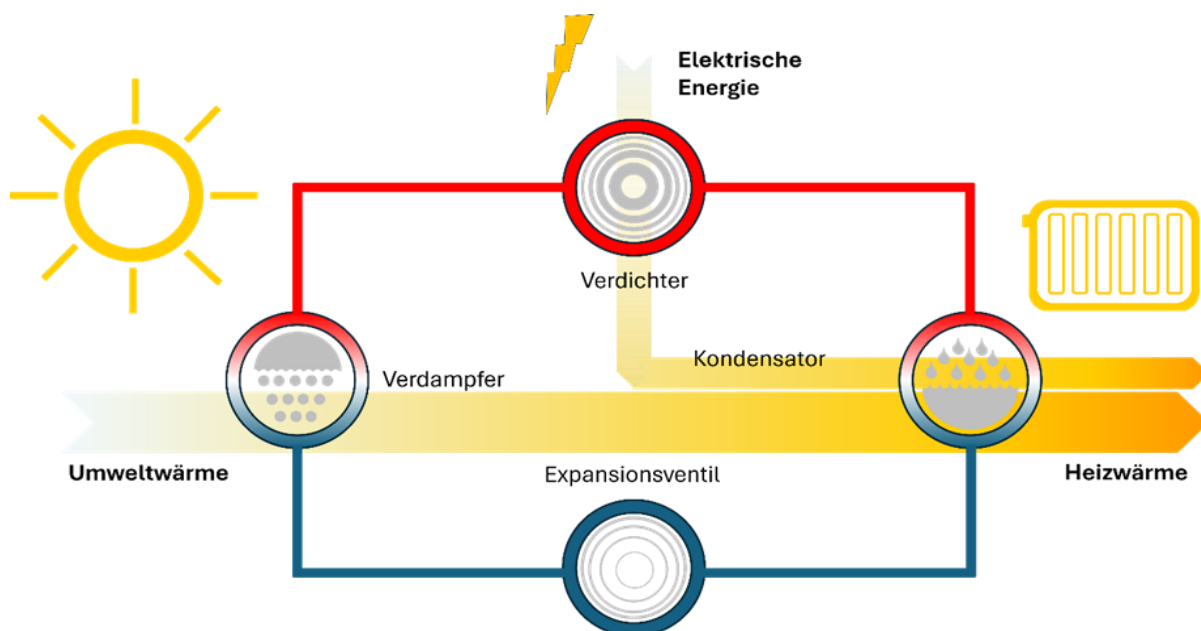 Elektrische
Energie
Verdichter
Kondensator
Verdampfer
Umweltwärme
Expansionsventil
Heizwärme